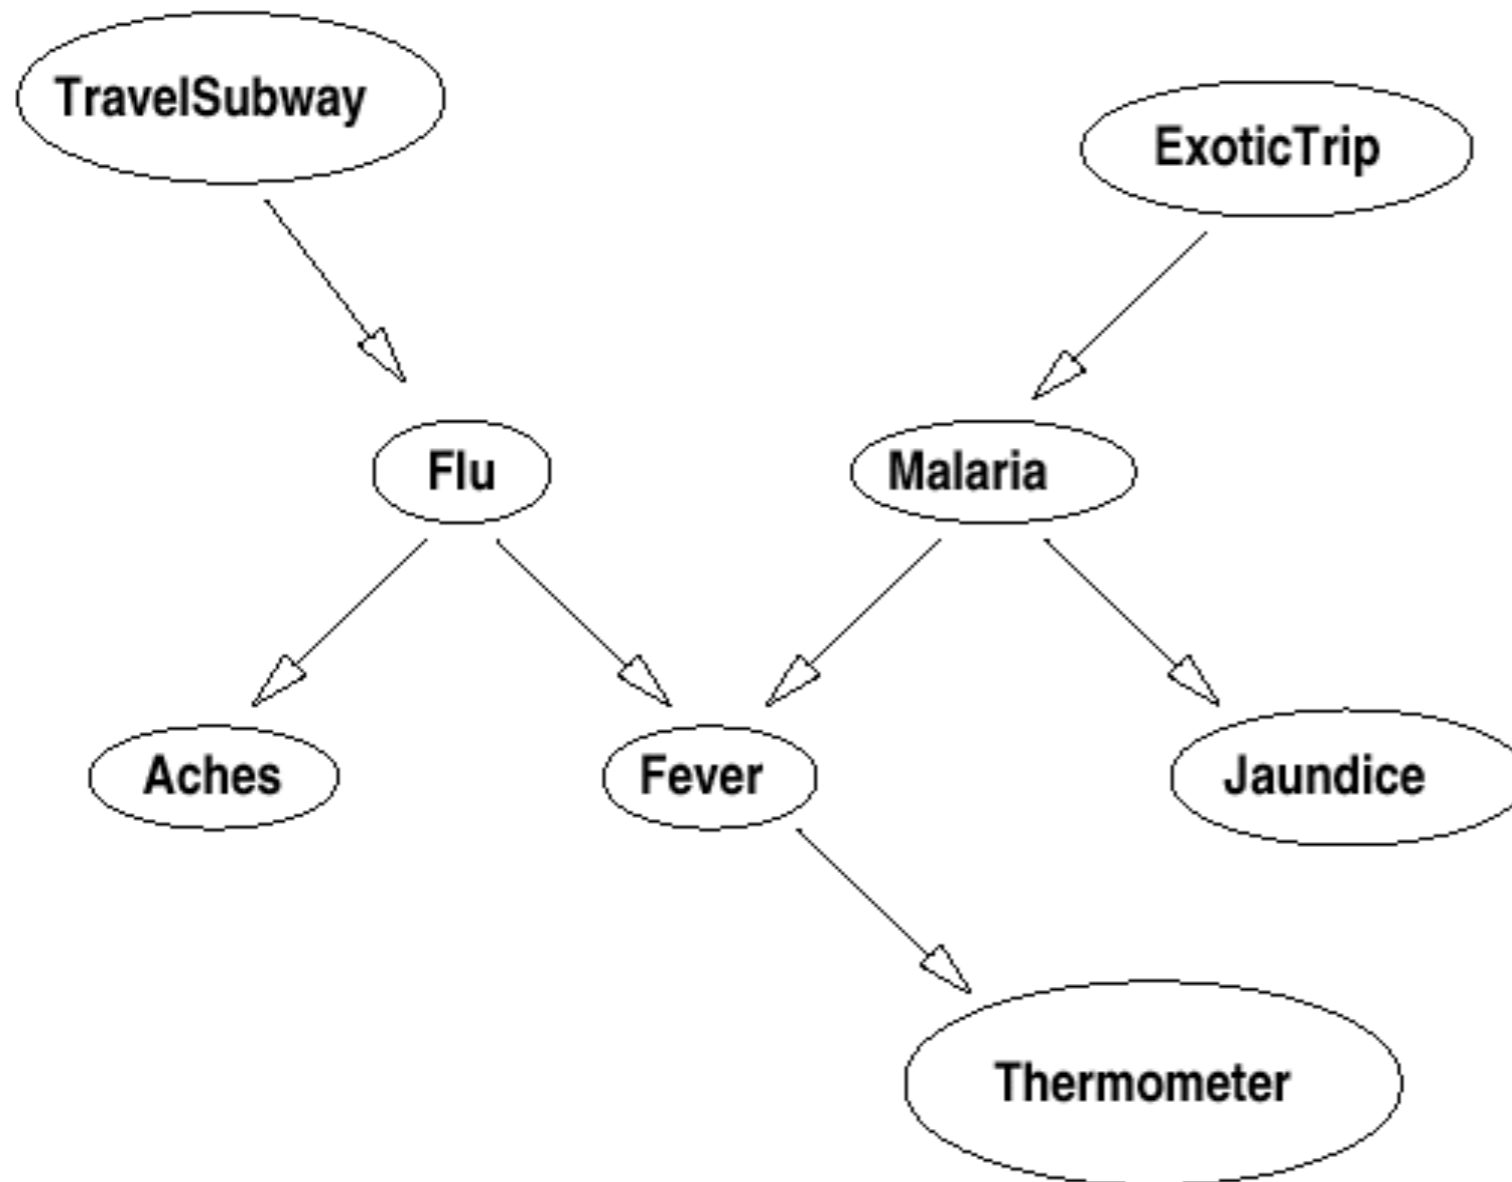 TravelSubway
ExoticTrip
Flu
Malaria
Aches
Fever
Jaundice
Thermometer